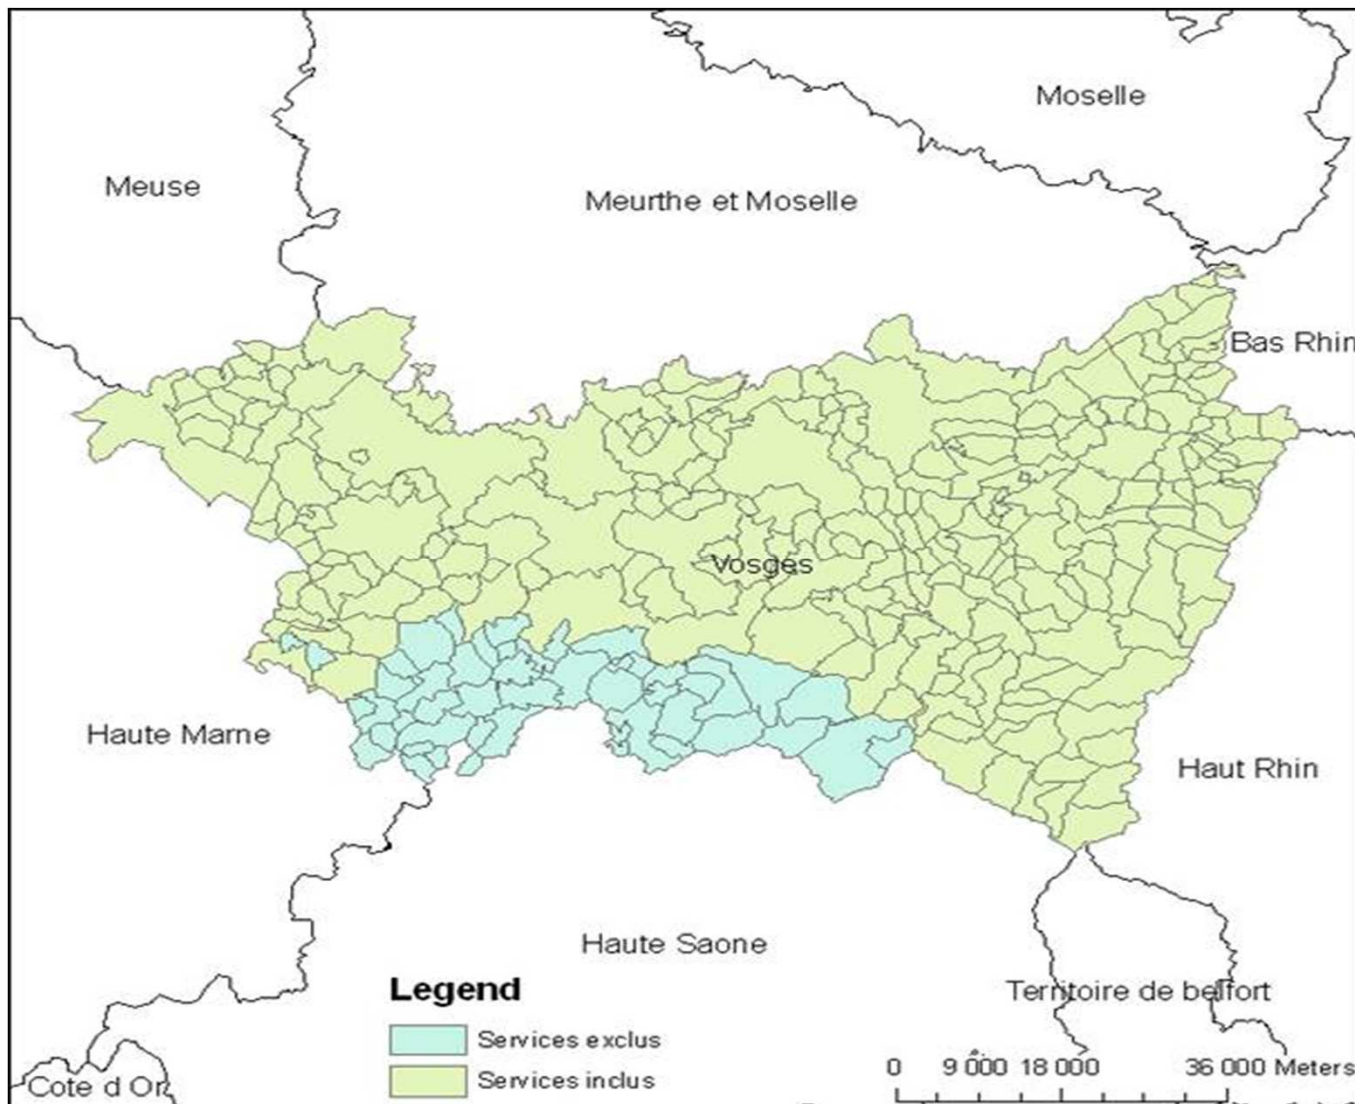 Moselle
Meuse
Meurthe et Moselle
Bas Rhin
Vosges
Haute Marne
Haut Rhin
Haute Saone
Territoire de belfort
Legend
Services exclus
Services inclus
0 9 000 18 000 36 000 Meters
Cote d Or